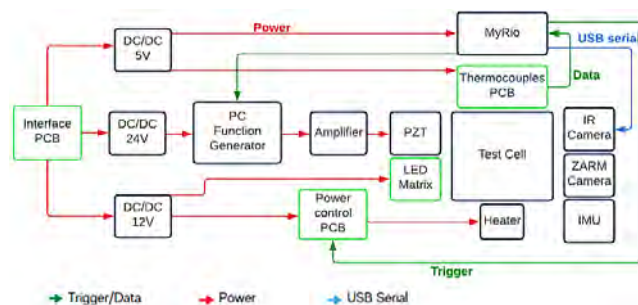 DC/DC
5V
Power
MyRio
USB serial
Thermocouples
PCB
Data
Interface
PCB
DC/DC
24V
PC
Function
Generator
Amplifier
PZT
Test Cell
IR
Camera
LED
Matrix
ZARM
Camera
DC/DC
12V
Power
control
PCB
Heater
IMU
Trigger
Trigger/Data
Power
USB Serial